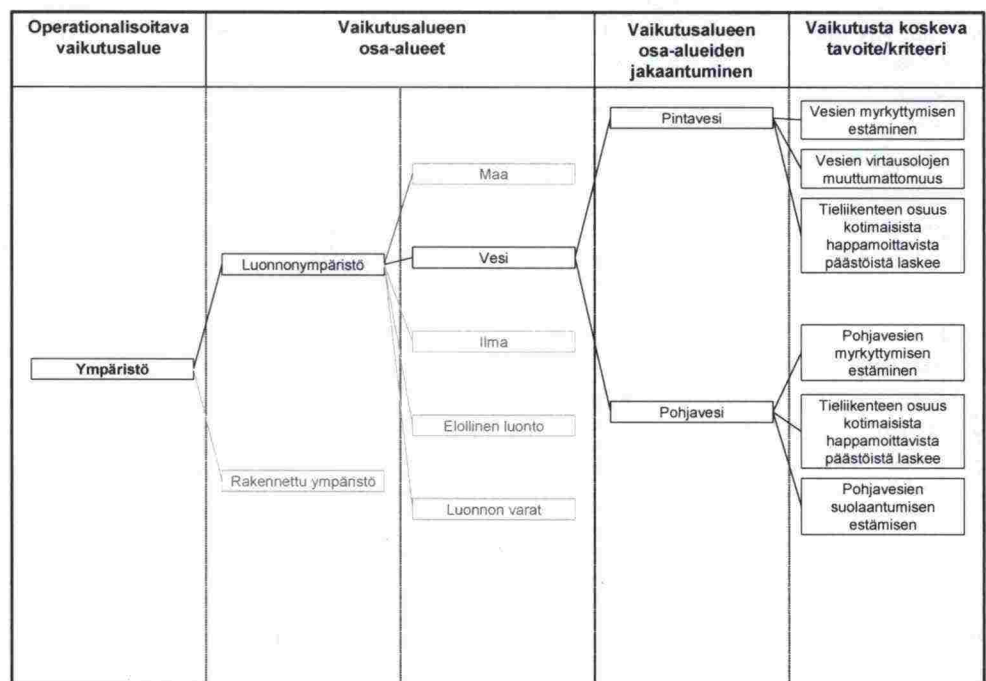 Operationalisoitava
vaikutusalue
Vaikutusalueen
osa-alueet
Vaikutusalueen
osa-alueiden
jakaantuminen
Vaikutusta koskeva
tavoite/kriteeri
Ympäristö
Luonnonympäristö
Rakennettu ympäristö
Maa
Vesi
Ilma
Elollinen luonto
Luonnon varat
Pintavesi
Pohjavesi
Vesien myrkyttymisen
estäminen
Vesien virtausolojen
muuttumattomuus
Tieliikenteen osuus
kotimaisista
happamoittavista
päästöistä laskee
Pohjavesien
myrkyttymisen
estäminen
Tieliikenteen osuus
kotimaisista
happamoittavista
päästöistä laskee
Pohjavesien
suolaantumisen
estämisen